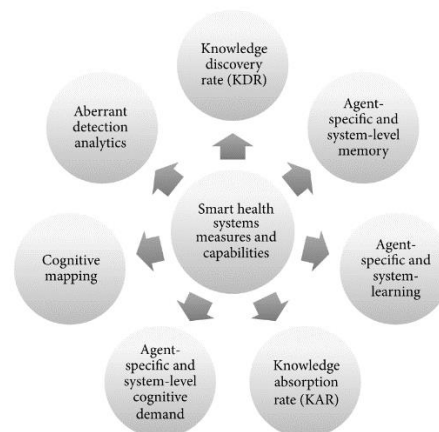 Knowledge
discovery rate (KDR)
Agent-
specific and
system-level
memory
Agent-
specific and
system-
learning
Knowledge
absorption
rate (KAR)
Agent-
specific and
system-level
cognitive
demand
Cognitive
mapping
Aberrant
detection
analytics
Smart health
systems
measures and
capabilities